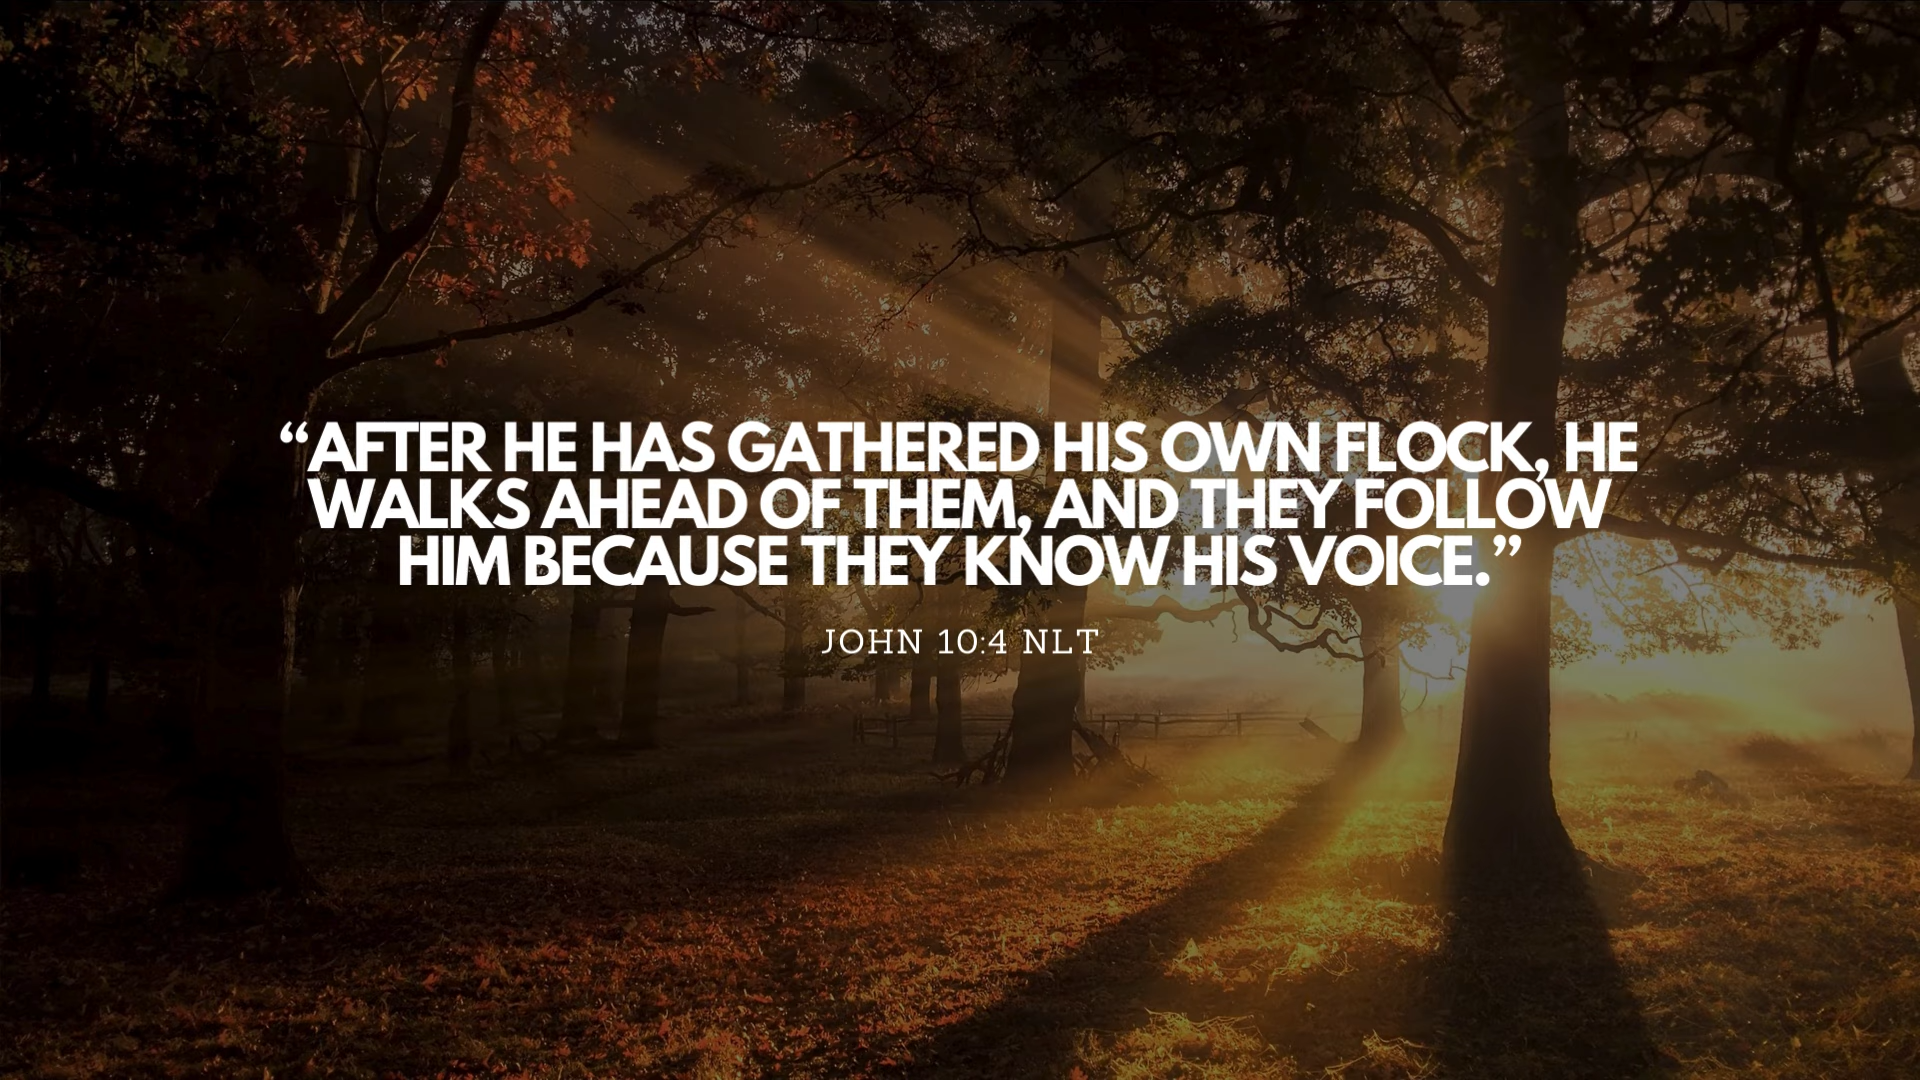 “AFTER HE HAS GATHERED HIS OWN FLOCK, HE
WALKS AHEAD OF THEM, AND THEY FOLLOW
HIM BECAUSE THEY KNOW HIS VOICE.”
JOHN 10:4 NLT